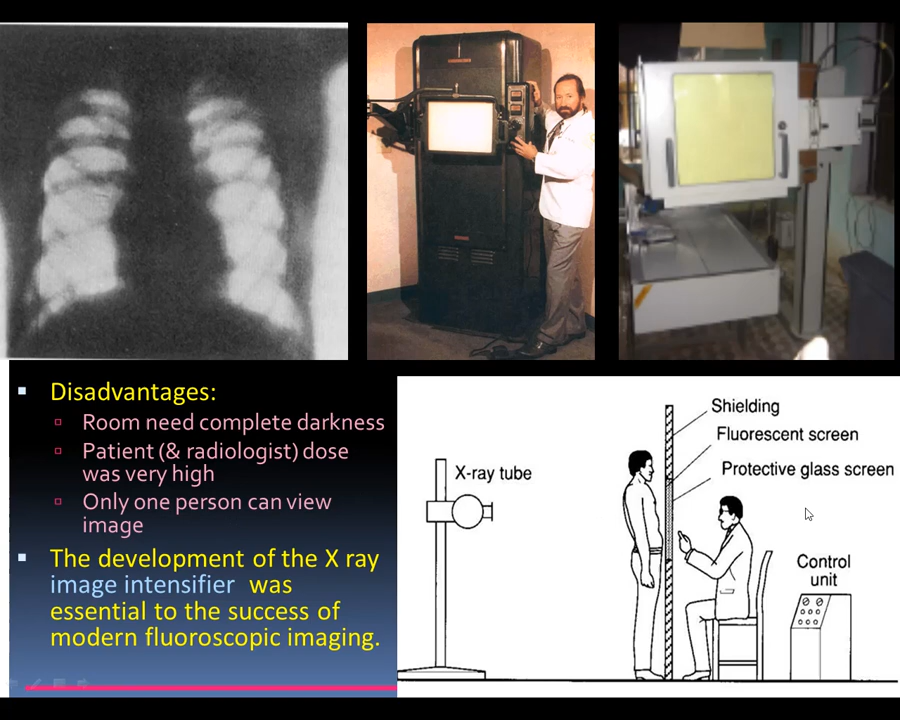 Disadvantages:
Room need complete darkness
Patient (& radiologist) dose
was very high
Only one person can view
image
The development of the X ray
image intensifier was
essential to the success of
modern fluoroscopic imaging.
Shielding
Fluorescent screen
Protective glass screen
X-ray tube
Control
unit